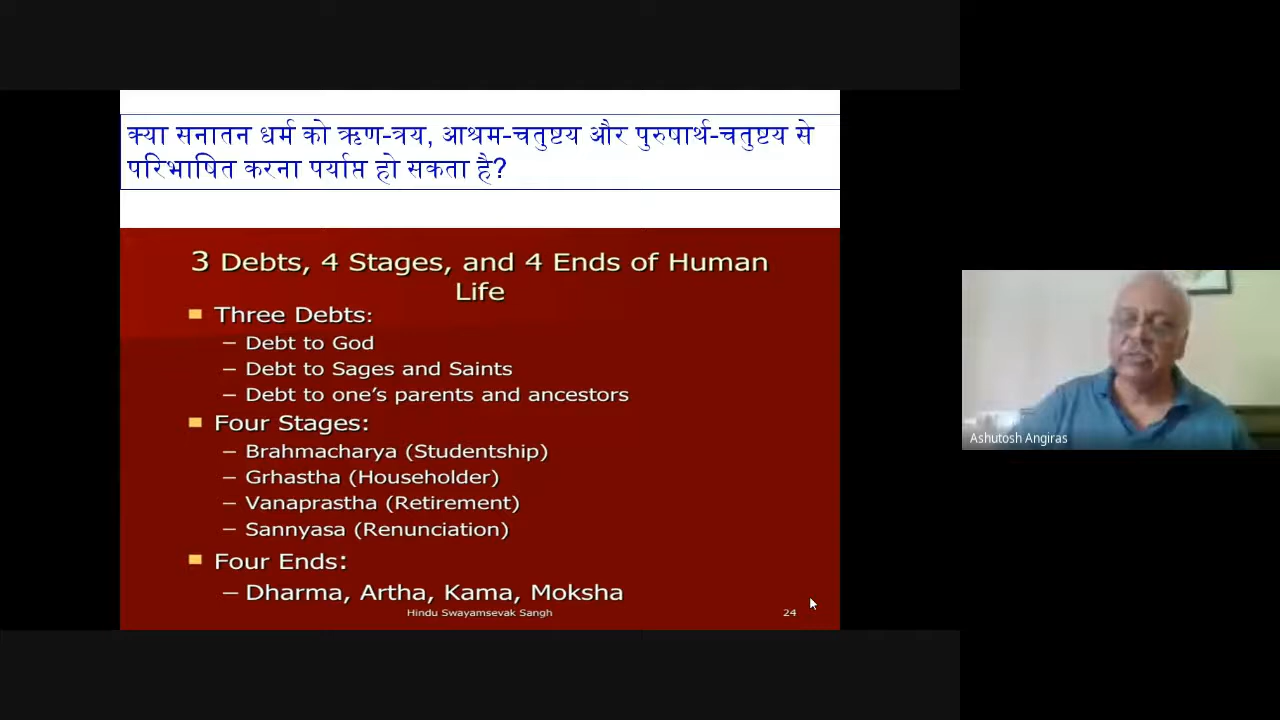 क्या सनातन धर्म को ऋण-त्रय, आश्रम-चतुष्टय और पुरुषार्थ-चतुष्टय से
परिभाषित करना पर्याप्त हो सकता है?
3 Debts, 4 Stages, and 4 Ends of Human
Life
Three Debts:
– Debt to God
– Debt to Sages and Saints
– Debt to one's parents and ancestors
Four Stages:
– Brahmacharya (Studentship)
– Grhastha (Householder)
– Vanaprastha (Retirement)
– Sannyasa (Renunciation)
Four Ends:
– Dharma, Artha, Kama, Moksha
Hindu Swayamsevak Sangh
24
Ashutosh Angiras